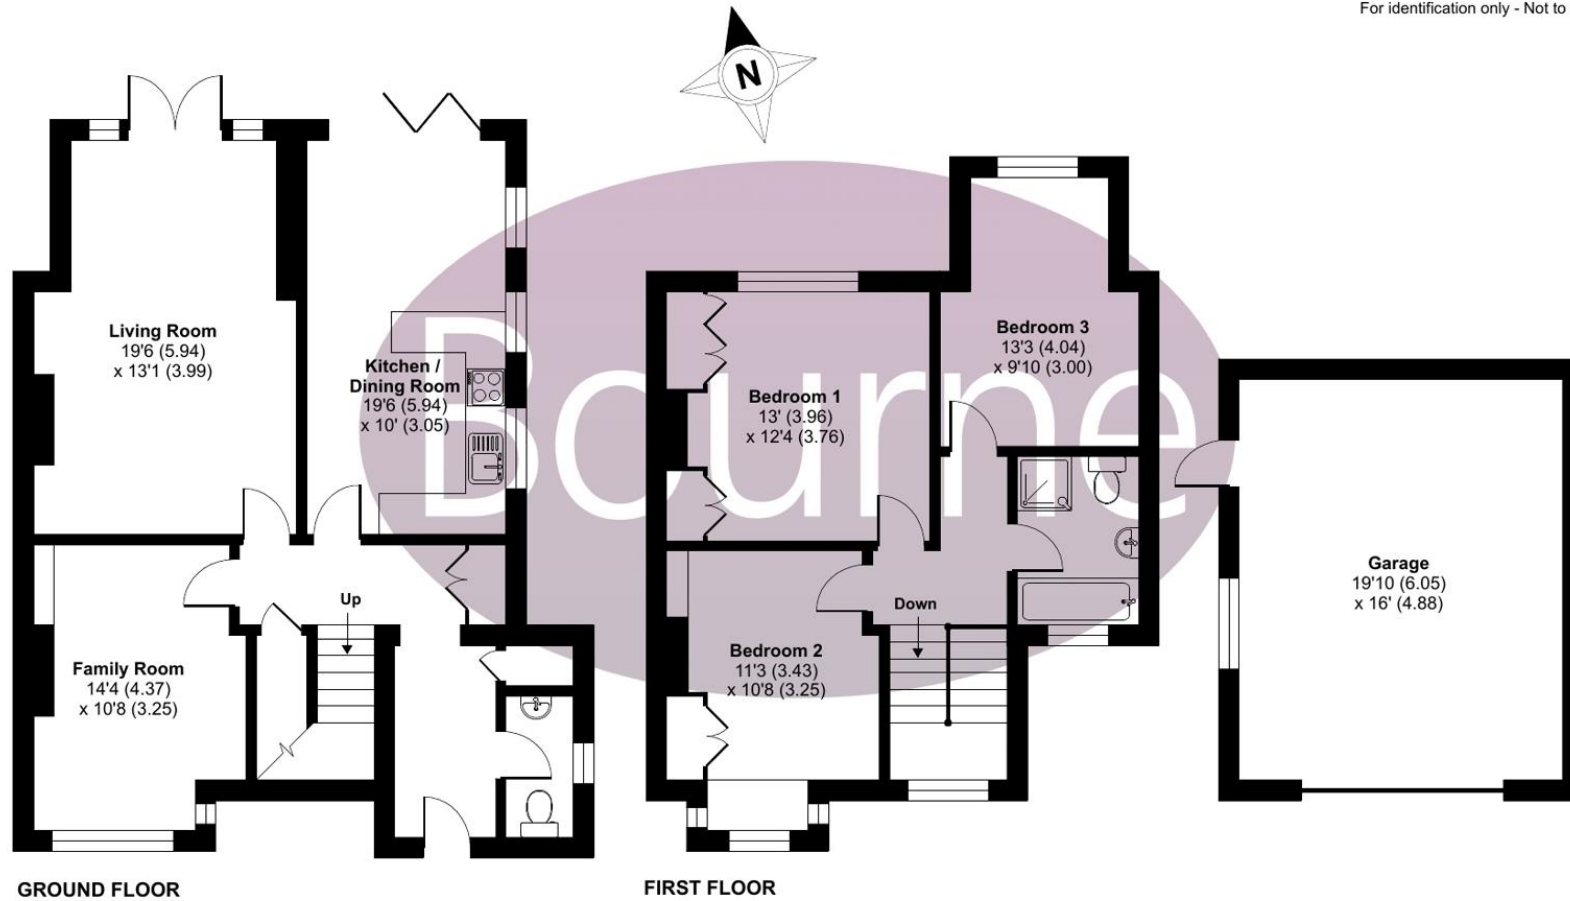 For identification only - Not to
N
Living Room
19'6 (5.94)
x 13'1 (3.99)
Kitchen /
Dining Room
19'6 (5.94)
x 10' (3.05)
Bedroom 3
13'3 (4.04)
x 9'10 (3.00)
Bedroom 1
13' (3.96)
x 12'4 (3.76)
Bourne
Garage
19'10 (6.05)
x 16' (4.88)
Up
Down
Family Room
14'4 (4.37)
x 10'8 (3.25)
Bedroom 2
11'3 (3.43)
x 10'8 (3.25)
GROUND FLOOR
FIRST FLOOR